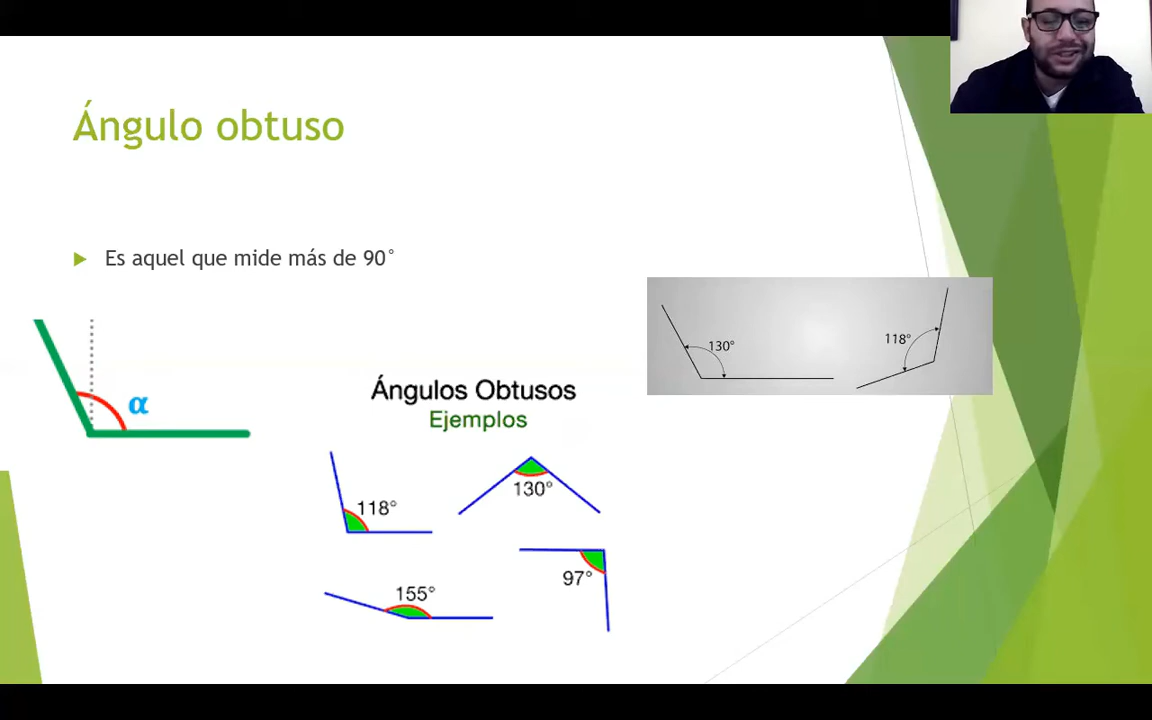 Ángulo obtuso
Es aquel que mide más de 90°
α
130°
118°
Ángulos Obtusos
Ejemplos
118°
130°
155°
97°